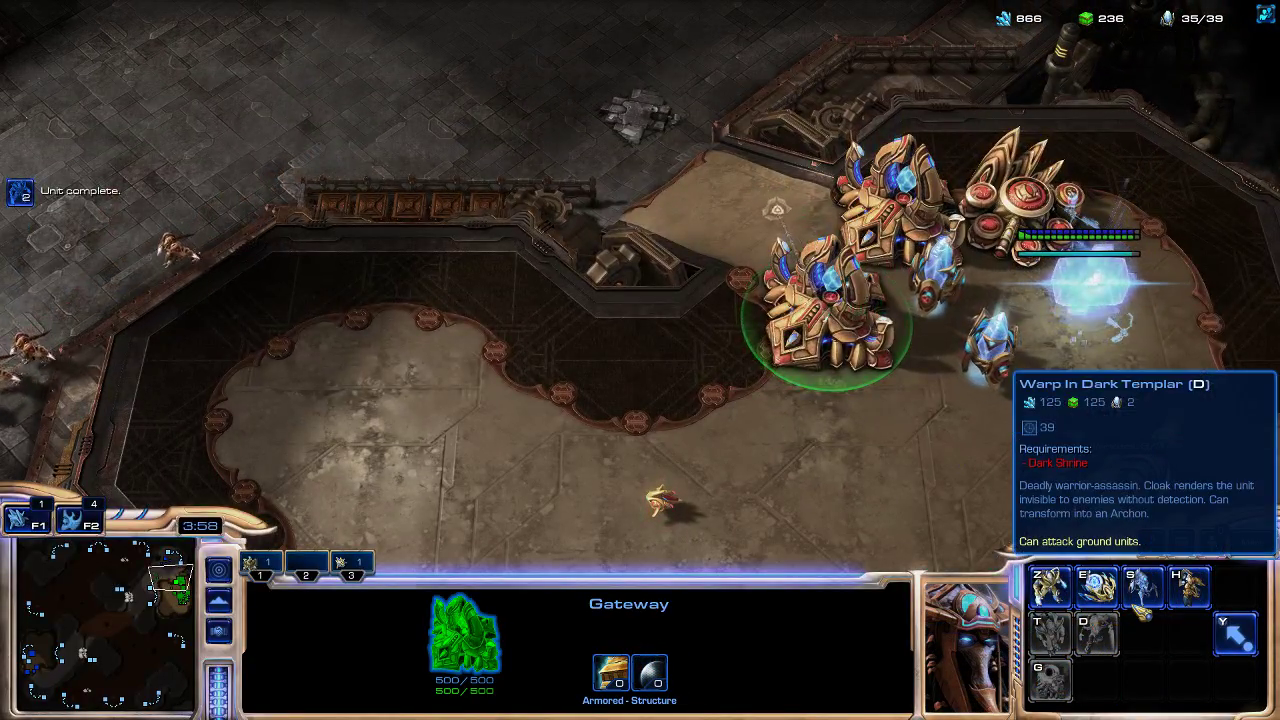 866 236 35/39
2 Unit complete.
Warp In Dark Templar (D)
125 125 2
39
Requirements:
- Dark Shrine
Deadly warrior-assassin. Cloak renders the unit
invisible to enemies without detection. Can
transform into an Archon.
Can attack ground units.
1 4
F1 F2
3:58
1 1
1 2 3
Gateway
500/500
500/500
0 0
Armored - Structure
Z E S H
T D Y
G